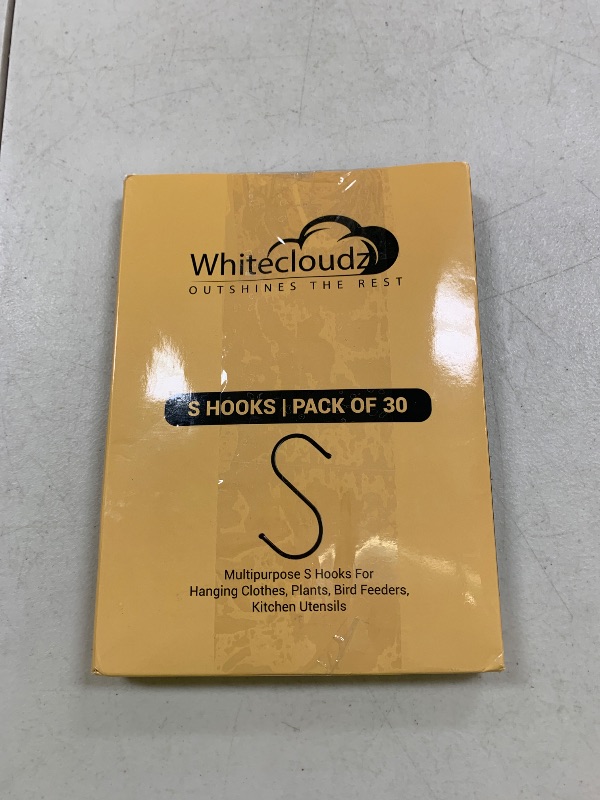 Whitecloudz
OUTSHINES THE REST
S HOOKS | PACK OF 30
Multipurpose S Hooks For
Hanging Clothes, Plants, Bird Feeders,
Kitchen Utensils